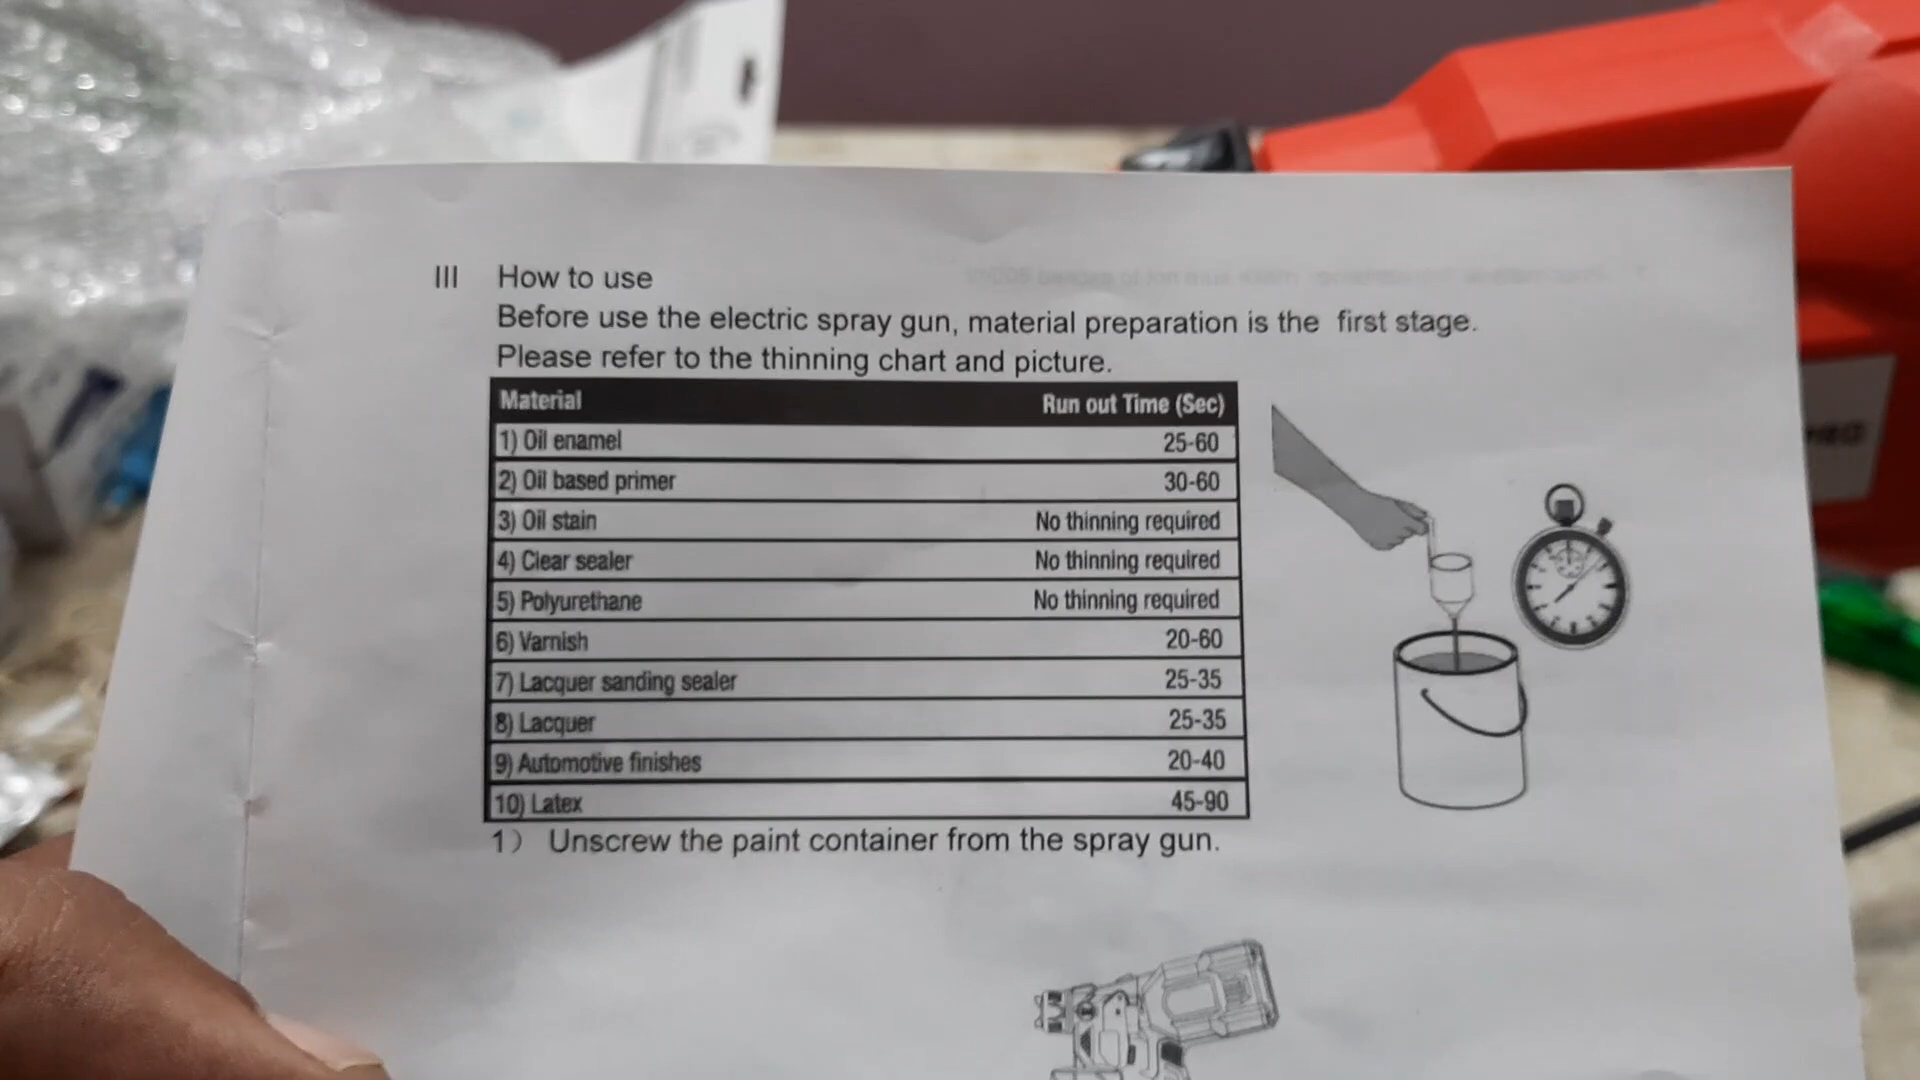 III How to use
Before use the electric spray gun, material preparation is the first stage.
Please refer to the thinning chart and picture.
Material Run out Time (Sec)
1) Oil enamel 25-60
2) Oil based primer 30-60
3) Oil stain No thinning required
4) Clear sealer No thinning required
5) Polyurethane No thinning required
6) Varnish 20-60
7) Lacquer sanding sealer 25-35
8) Lacquer 25-35
9) Automotive finishes 20-40
10) Latex 45-90
1) Unscrew the paint container from the spray gun.